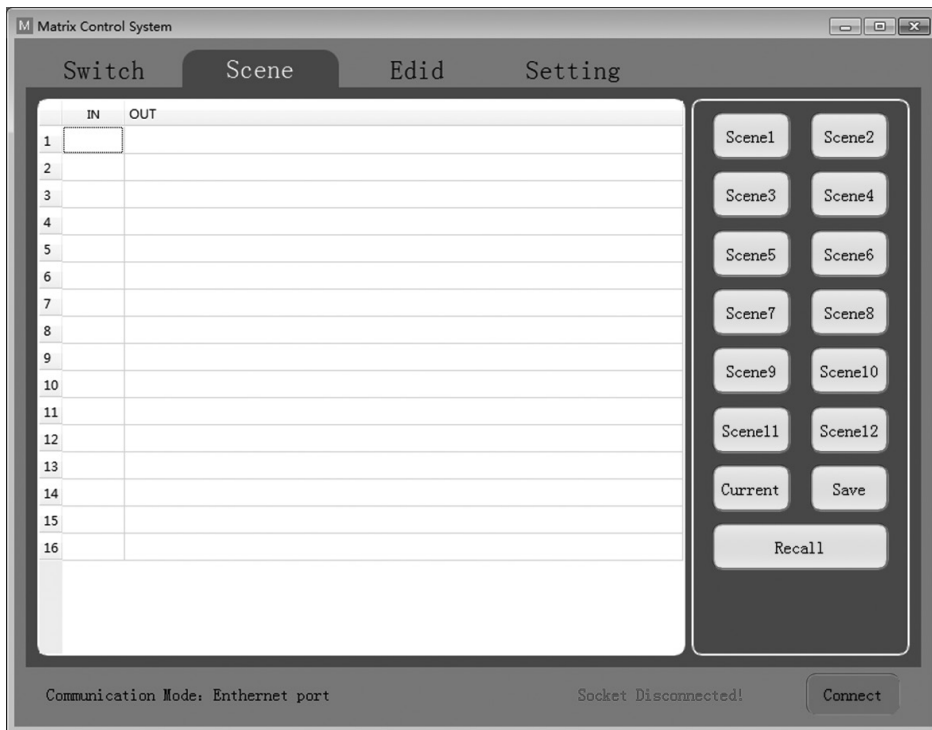 M Matrix Control System
Switch Scene Edid Setting
IN OUT
1
2
3
4
5
6
7
8
9
10
11
12
13
14
15
16
Scene1 Scene2
Scene3 Scene4
Scene5 Scene6
Scene7 Scene8
Scene9 Scene10
Scene11 Scene12
Current Save
Recall
Communication Mode: Enthernet port Socket Disconnected! Connect